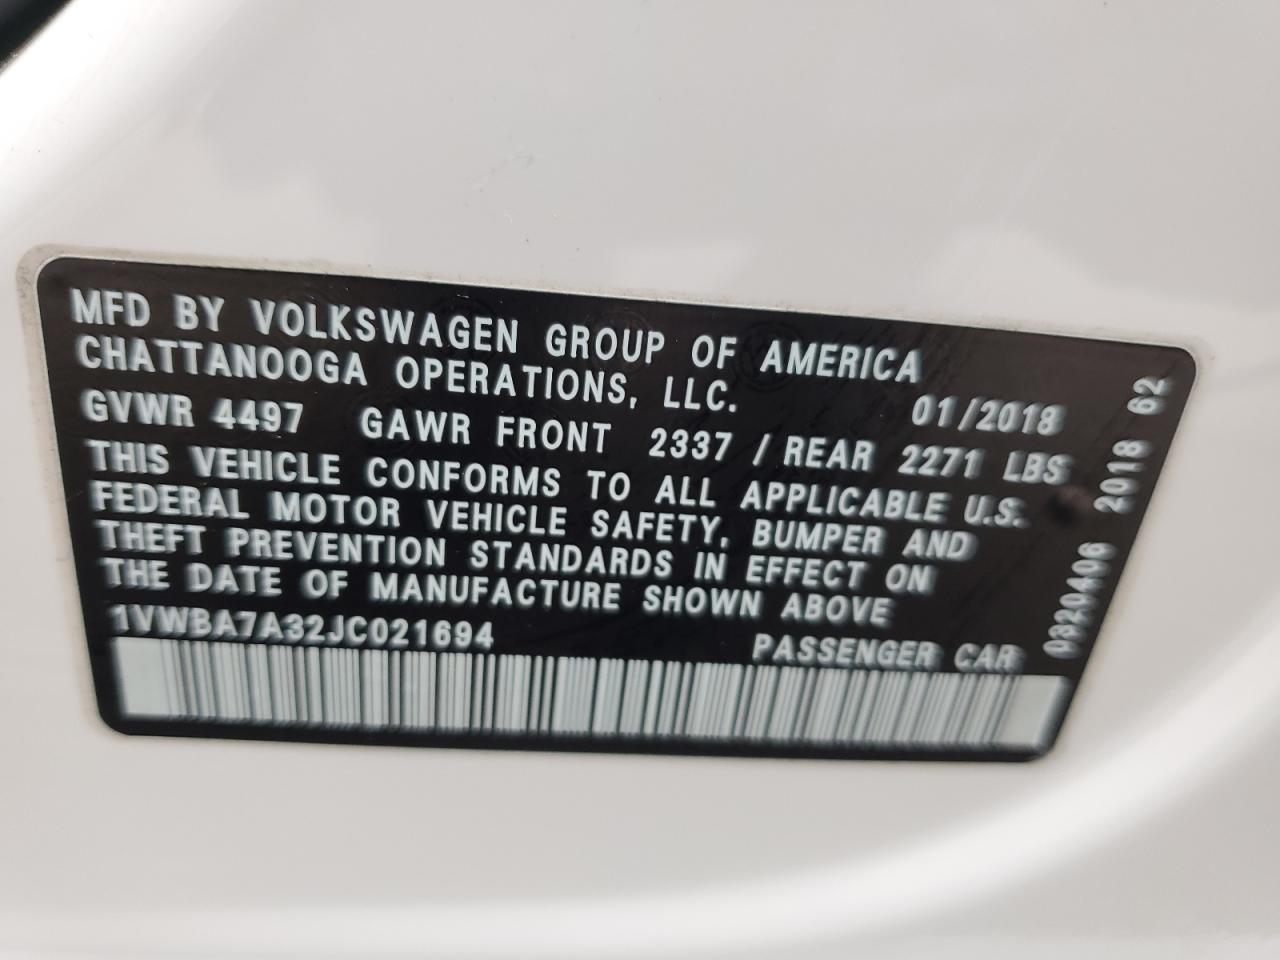 MFD BY VOLKSWAGEN GROUP OF AMERICA
CHATTANOOGA OPERATIONS, LLC.
01/2018
GVWR 4497 GAWR FRONT 2337 / REAR 2271 LBS
THIS VEHICLE CONFORMS TO ALL APPLICABLE U.S.
FEDERAL MOTOR VEHICLE SAFETY, BUMPER AND
THEFT PREVENTION STANDARDS IN EFFECT ON
THE DATE OF MANUFACTURE SHOWN ABOVE
1VWBA7A32JC021694 PASSENGER CAR
0320406 2018 62